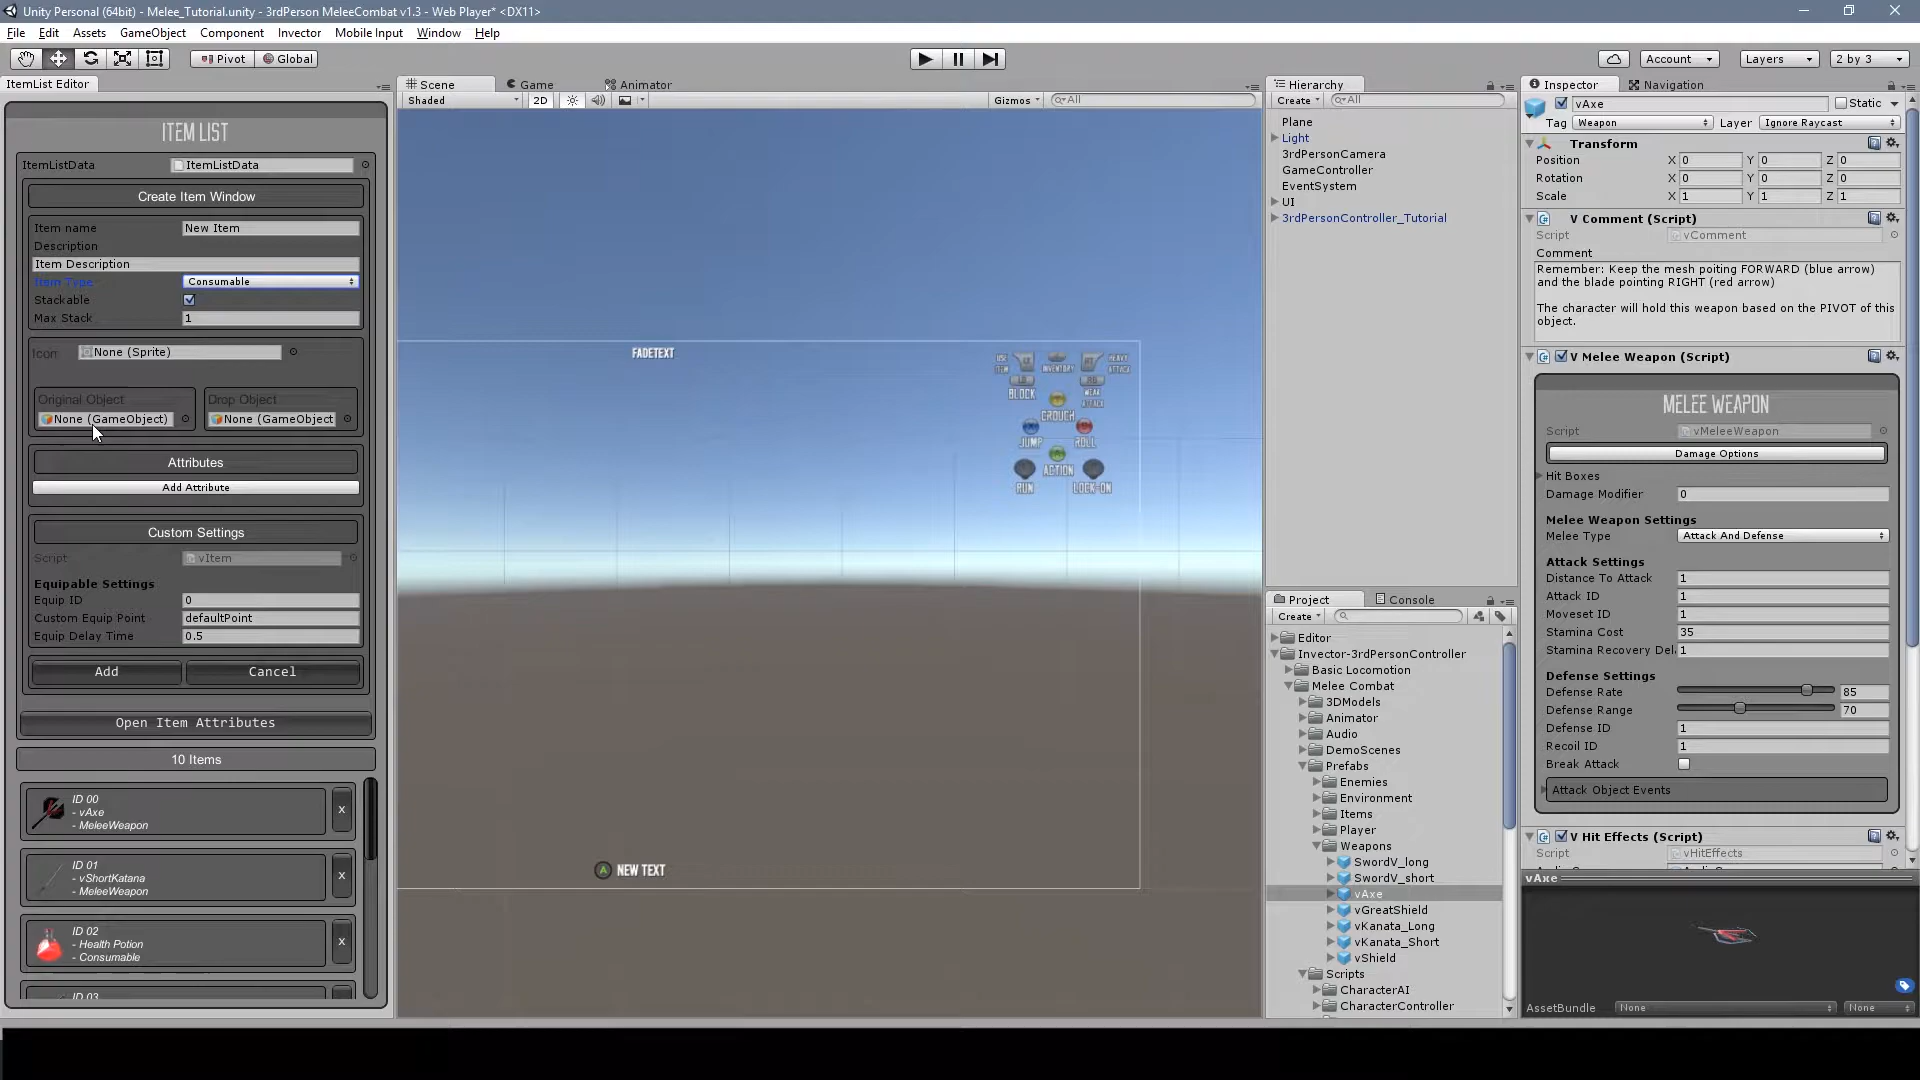 Unity Personal (64bit) - Melee_Tutorial.unity - 3rdPerson MeleeCombat v1.3 - Web Player* <DX11>
File Edit Assets GameObject Component Invector Mobile Input Window Help
Pivot Global Account Layers 2 by 3
ItemList Editor
ITEM LIST
ItemListData ItemListData
Create Item Window
Item name New Item
Description
Item Description
Item Type Consumable
Stackable
Max Stack 1
Icon None (Sprite)
Original Object Drop Object
None (GameObject) None (GameObject
Attributes
Add Attribute
Custom Settings
Script vItem
Equipable Settings
Equip ID 0
Custom Equip Point defaultPoint
Equip Delay Time 0.5
Add Cancel
Open Item Attributes
10 Items
ID 00
- vAxe
- MeleeWeapon
X
ID 01
- vShortKatana
- MeleeWeapon
X
ID 02
- Health Potion
- Consumable
X
ID 03
Scene Game Animator
Shaded 2D Gizmos All
FADETEXT
USE ITEM
INVENTORY
HEAVY ATTACK
BLOCK
WEAK ATTACK
CROUCH
JUMP ROLL
ACTION
RUN LOCK-ON
A NEW TEXT
Hierarchy
Create All
Plane
Light
3rdPersonCamera
GameController
EventSystem
UI
3rdPersonController_Tutorial
Project Console
Create
Editor
Invector-3rdPersonController
Basic Locomotion
Melee Combat
3DModels
Animator
Audio
DemoScenes
Prefabs
Enemies
Environment
Items
Player
Weapons
SwordV_long
SwordV_short
vAxe
vGreatShield
vKanata_Long
vKanata_Short
vShield
Scripts
CharacterAI
CharacterController
Inspector Navigation
vAxe Static
Tag Weapon Layer Ignore Raycast
Transform
Position X 0 Y 0 Z 0
Rotation X 0 Y 0 Z 0
Scale X 1 Y 1 Z 1
V Comment (Script)
Script vComment
Comment
Remember: Keep the mesh poiting FORWARD (blue arrow)
and the blade pointing RIGHT (red arrow)
The character will hold this weapon based on the PIVOT of this
object.
V Melee Weapon (Script)
MELEE WEAPON
Script vMeleeWeapon
Damage Options
Hit Boxes
Damage Modifier 0
Melee Weapon Settings
Melee Type Attack And Defense
Attack Settings
Distance To Attack 1
Attack ID 1
Moveset ID 1
Stamina Cost 35
Stamina Recovery Del 1
Defense Settings
Defense Rate 85
Defense Range 70
Defense ID 1
Recoil ID 1
Break Attack
Attack Object Events
V Hit Effects (Script)
Script vHitEffects
vAxe
AssetBundle None None